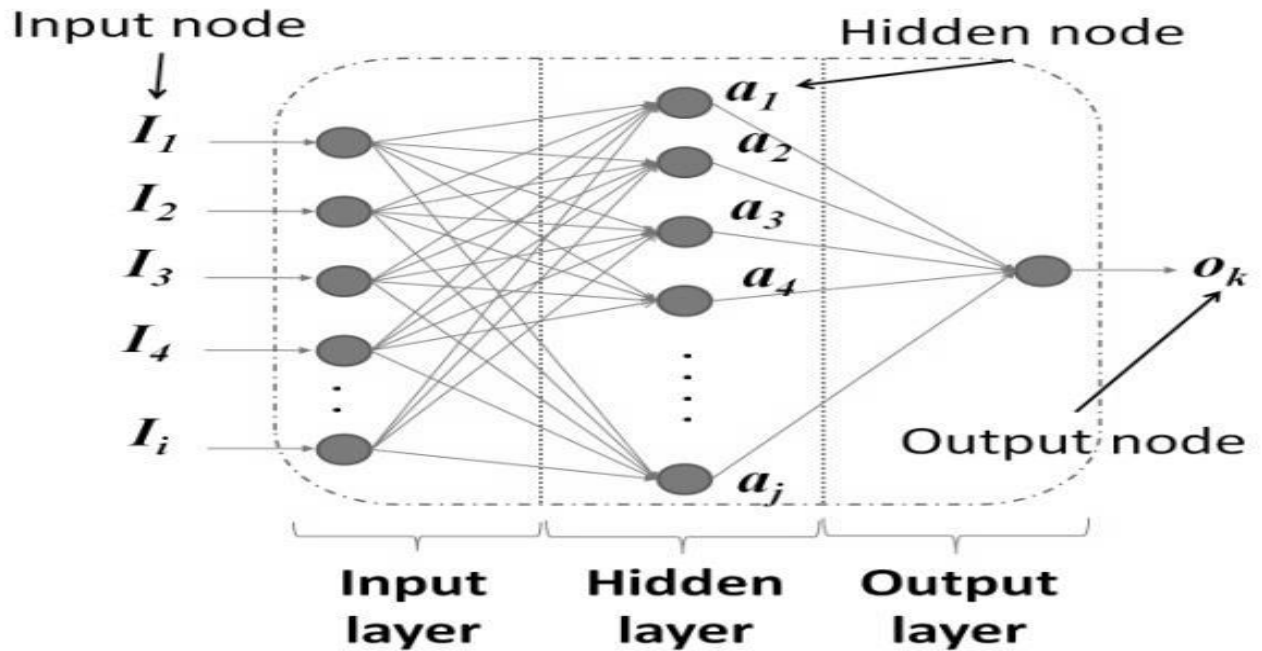 Input node
Hidden node
I₁
I₂
I₃
I₄
Iᵢ
a₁
a₂
a₃
a₄
aⱼ
oₖ
Output node
Input layer
Hidden layer
Output layer